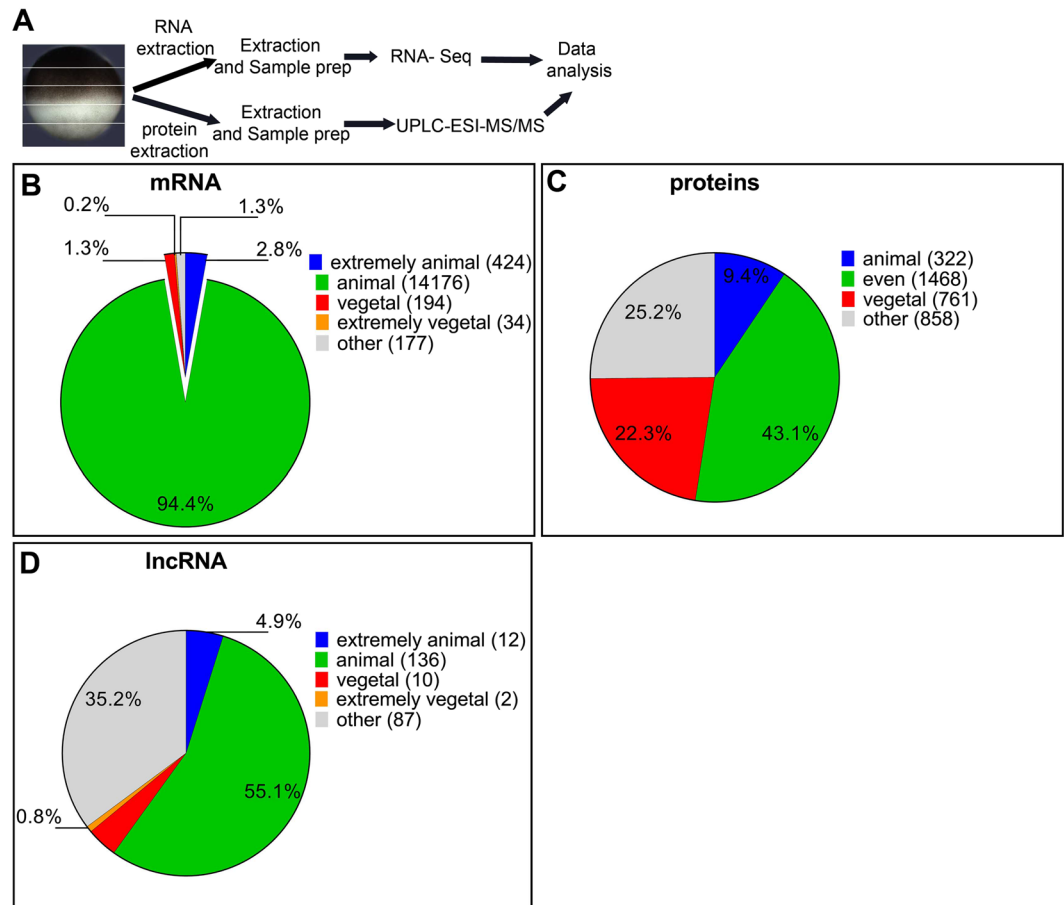 A
RNA
extraction
Extraction
and Sample prep
RNA- Seq
Data
analysis
protein
extraction
Extraction
and Sample prep
UPLC-ESI-MS/MS
B
mRNA
0.2%
1.3%
1.3%
2.8%
94.4%
extremely animal (424)
animal (14176)
vegetal (194)
extremely vegetal (34)
other (177)
C
proteins
9.4%
25.2%
22.3%
43.1%
animal (322)
even (1468)
vegetal (761)
other (858)
D
lncRNA
4.9%
35.2%
55.1%
0.8%
extremely animal (12)
animal (136)
vegetal (10)
extremely vegetal (2)
other (87)